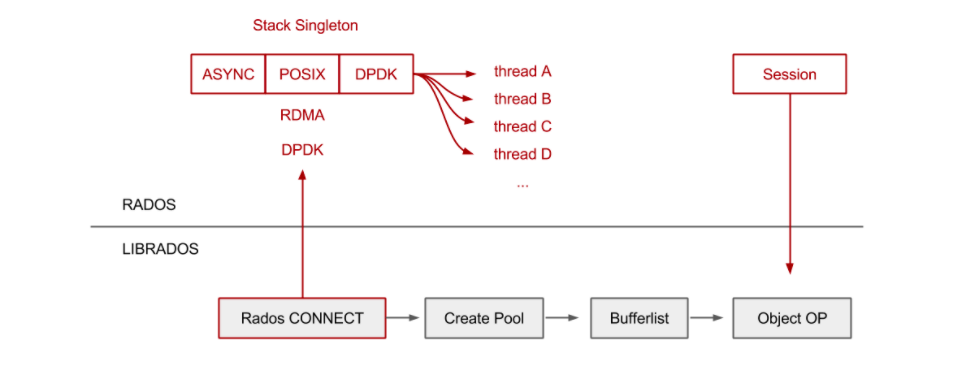 Stack Singleton
ASYNC POSIX DPDK
RDMA
DPDK
thread A
thread B
thread C
thread D
...
Session
RADOS
LIBRADOS
Rados CONNECT
Create Pool
Bufferlist
Object OP